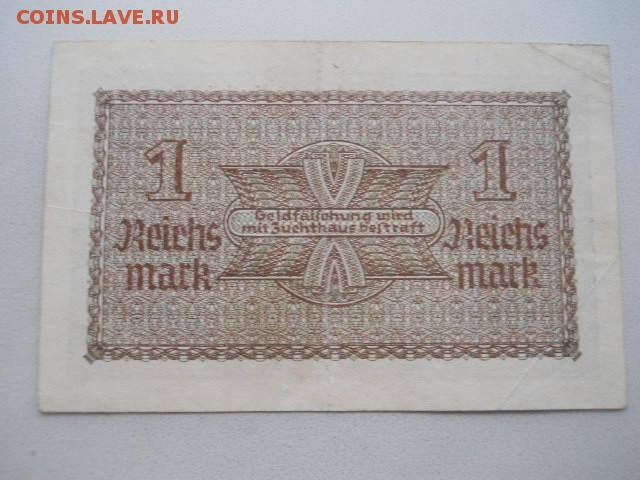 COINS.LAVE.RU
1
Reichs
mark
Geldfälschung wird
mit Zuchthaus bestraft
1
Reichs
mark